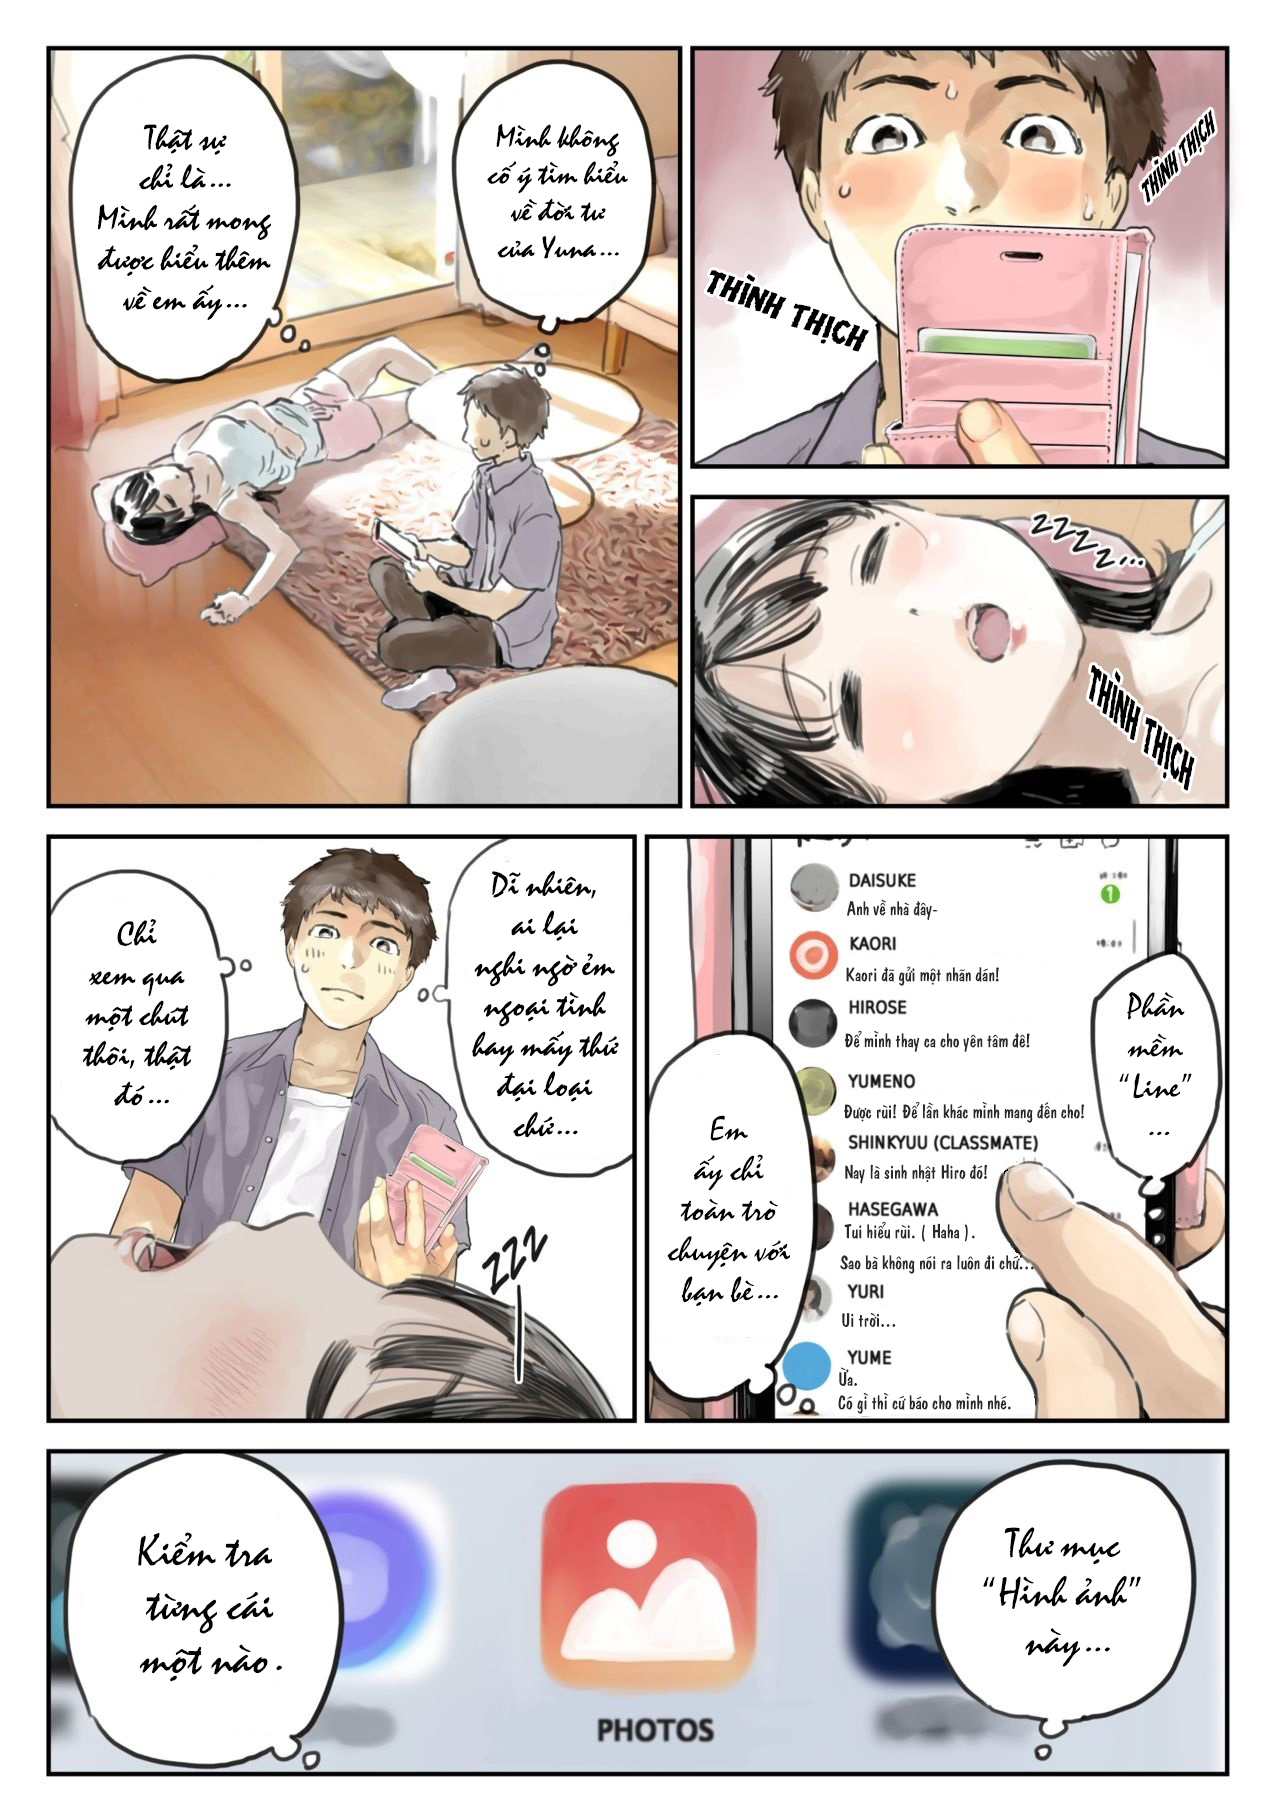 THÌNH THỊCH
THÌNH THỊCH
Mình không
cố ý tìm hiểu
về đời tư
của Yuna...
Thật sự
chỉ là...
Mình rất mong
được hiểu thêm
về em ấy...
ZZZZ...
THÌNH THỊCH
Phần
mềm
“Line”
...
DAISUKE
Anh về nhà đây-
1
KAORI
Kaori đã gửi một nhãn dán!
HIROSE
Để mình thay ca cho yên tâm đê!
YUMENO
Được rùi! Để lần khác mình mang đến cho!
SHINKYUU (CLASSMATE)
Nay là sinh nhật Hiro đó!
HASEGAWA
Tui hiểu rùi. ( Haha ).
Sao bà không nói ra luôn đi chứ...
YURI
Ui trời...
YUME
Ừa.
Có gì thì cứ báo cho mình nhé.
Em
ấy chỉ
toàn trò
chuyện với
bạn bè...
Dĩ nhiên,
ai lại
nghi ngờ ẻm
ngoại tình
hay mấy thứ
đại loại
chứ...
Chỉ
xem qua
một chút
thôi, thật
đó...
ZZZ
Thư mục
“Hình ảnh”
này...
PHOTOS
Kiểm tra
từng cái
một nào.